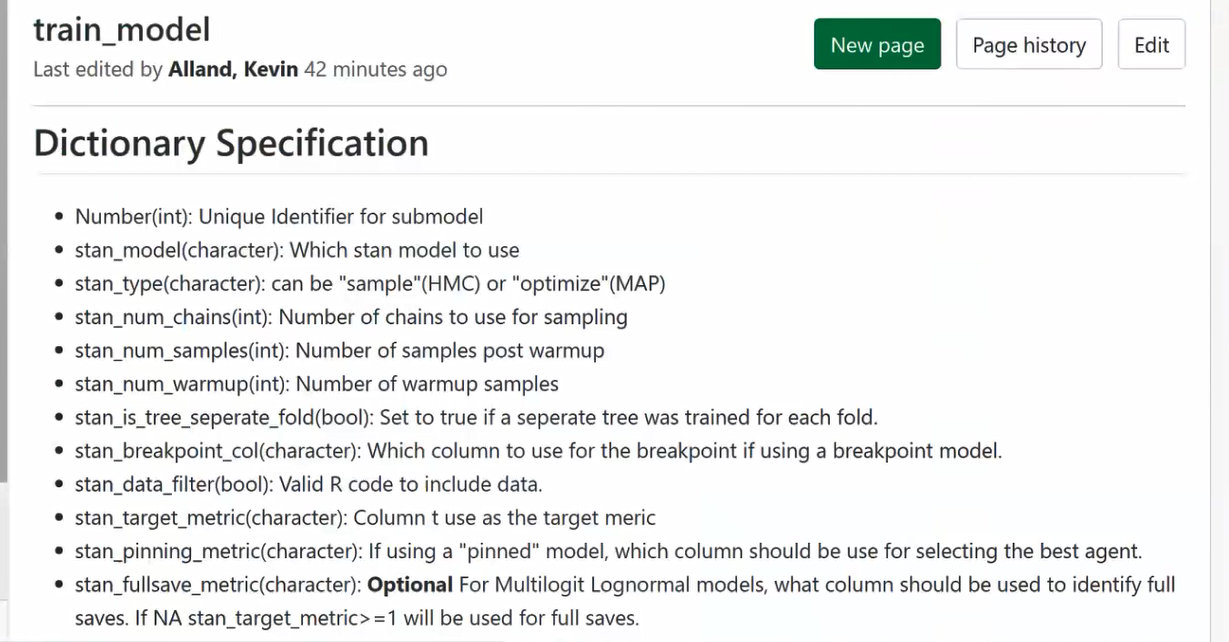 train_model
New page
Page history
Edit
Last edited by Alland, Kevin 42 minutes ago
Dictionary Specification
• Number(int): Unique Identifier for submodel
• stan_model(character): Which stan model to use
• stan_type(character): can be "sample"(HMC) or "optimize"(MAP)
• stan_num_chains(int): Number of chains to use for sampling
• stan_num_samples(int): Number of samples post warmup
• stan_num_warmup(int): Number of warmup samples
• stan_is_tree_seperate_fold(bool): Set to true if a seperate tree was trained for each fold.
• stan_breakpoint_col(character): Which column to use for the breakpoint if using a breakpoint model.
• stan_data_filter(bool): Valid R code to include data.
• stan_target_metric(character): Column t use as the target meric
• stan_pinning_metric(character): If using a "pinned" model, which column should be use for selecting the best agent.
• stan_fullsave_metric(character): Optional For Multilogit Lognormal models, what column should be used to identify full
saves. If NA stan_target_metric>=1 will be used for full saves.